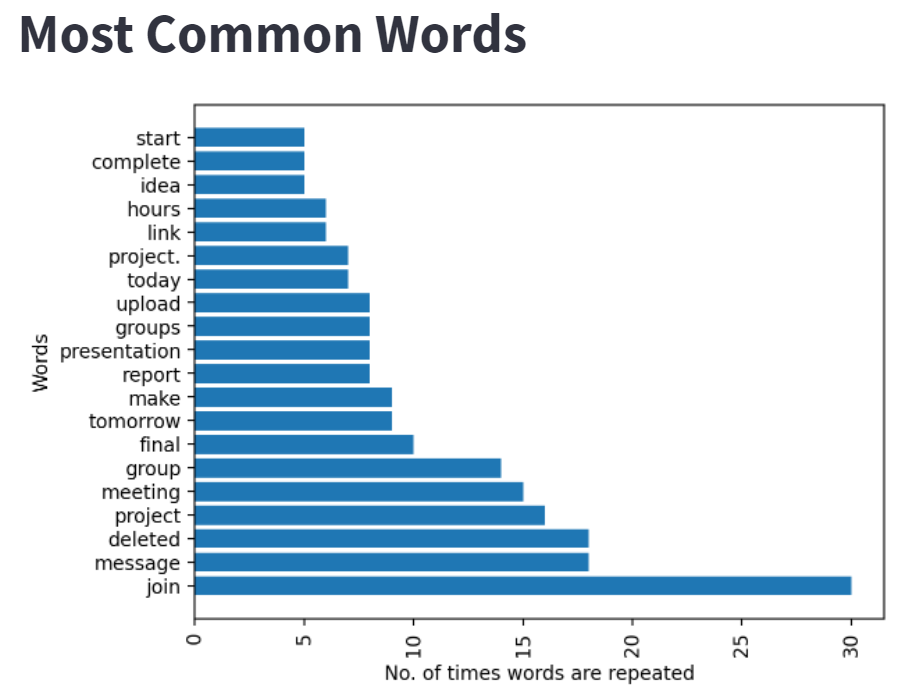 Most Common Words
start
complete
idea
hours
link
project.
today
upload
groups
presentation
report
make
tomorrow
final
group
meeting
project
deleted
message
join
Words
0 5 10 15 20 25 30
No. of times words are repeated